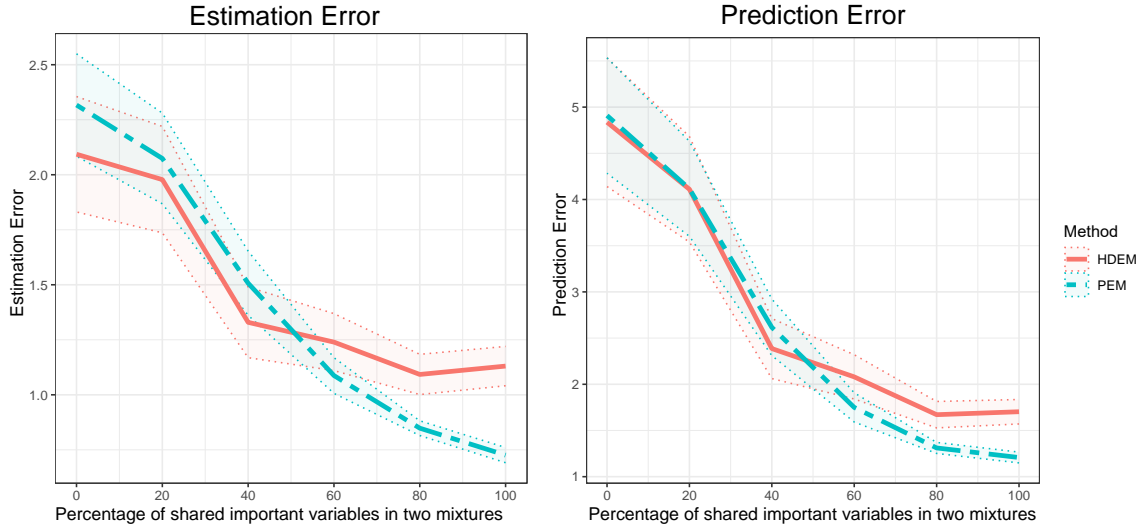 Estimation Error
Estimation Error
2.5
2.0
1.5
1.0
0
20
40
60
80
100
Percentage of shared important variables in two mixtures
Prediction Error
Prediction Error
5
4
3
2
1
0
20
40
60
80
100
Percentage of shared important variables in two mixtures
Method
HDEM
PEM